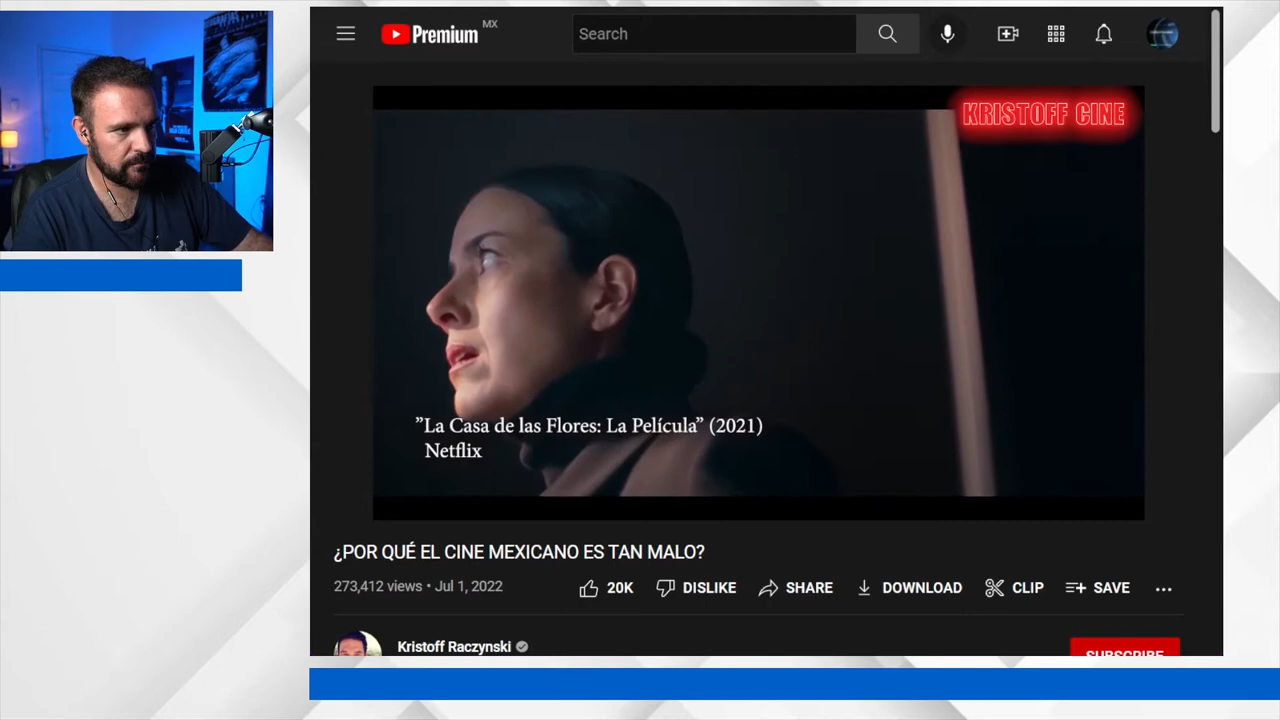 Premium MX
Search
KRISTOFF CINE
"La Casa de las Flores: La Película" (2021)
Netflix
¿POR QUÉ EL CINE MEXICANO ES TAN MALO?
273,412 views • Jul 1, 2022
20K DISLIKE SHARE DOWNLOAD CLIP SAVE ...
Kristoff Raczynski
SUBSCRIBE